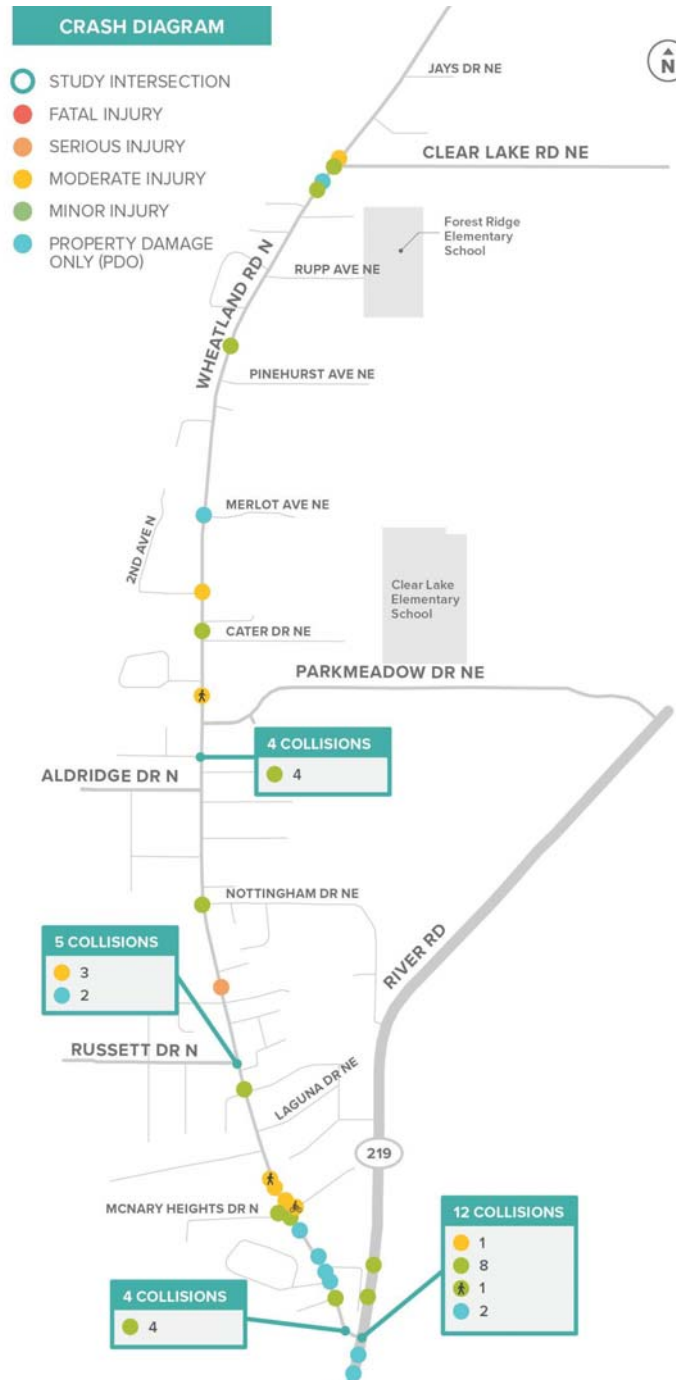 CRASH DIAGRAM
STUDY INTERSECTION
FATAL INJURY
SERIOUS INJURY
MODERATE INJURY
MINOR INJURY
PROPERTY DAMAGE
ONLY (PDO)
N
JAYS DR NE
CLEAR LAKE RD NE
Forest Ridge
Elementary
School
RUPP AVE NE
WHEATLAND RD N
PINEHURST AVE NE
MERLOT AVE NE
2ND AVE N
Clear Lake
Elementary
School
CATER DR NE
PARKMEADOW DR NE
4 COLLISIONS
4
ALDRIDGE DR N
NOTTINGHAM DR NE
RIVER RD
5 COLLISIONS
3
2
RUSSETT DR N
LAGUNA DR NE
219
MCNARY HEIGHTS DR N
12 COLLISIONS
1
8
1
2
4 COLLISIONS
4